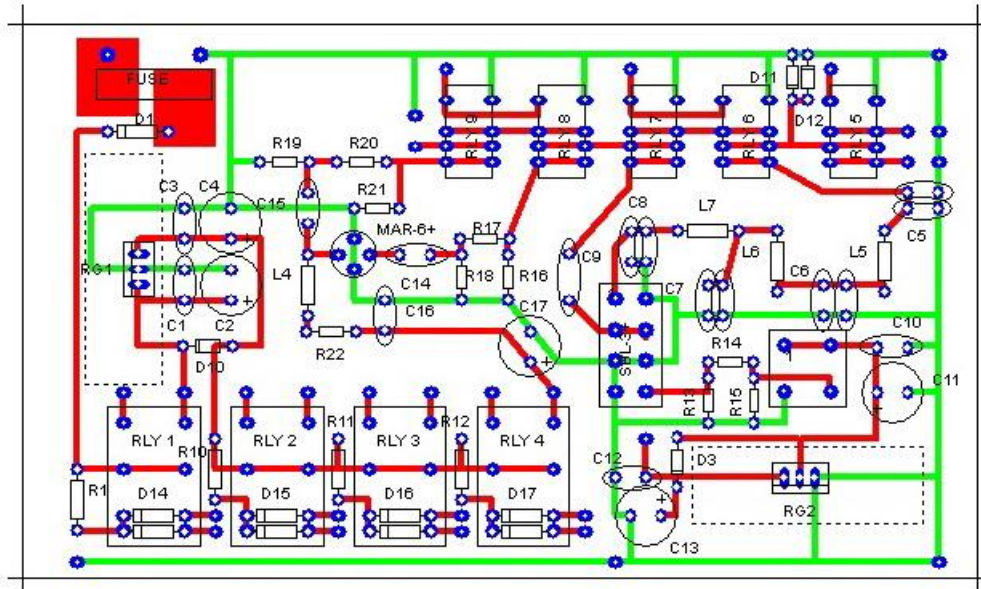 FUSE
D1
D11
D12
R19
R20
RLY 9
RLY 8
RLY 7
RLY 6
RLY 5
C3
C4
C15
R21
MAR-6+
R17
C8
L7
C5
RG1
L4
R18
R16
C9
L6
L5
C14
C16
C7
C6
C1
C2
C17
C10
R22
D10
R14
C11
R13
R15
RLY 1
RLY 2
R11
RLY 3
R12
RLY 4
R10
C12
D3
R1
D14
D15
D16
D17
RG2
C13